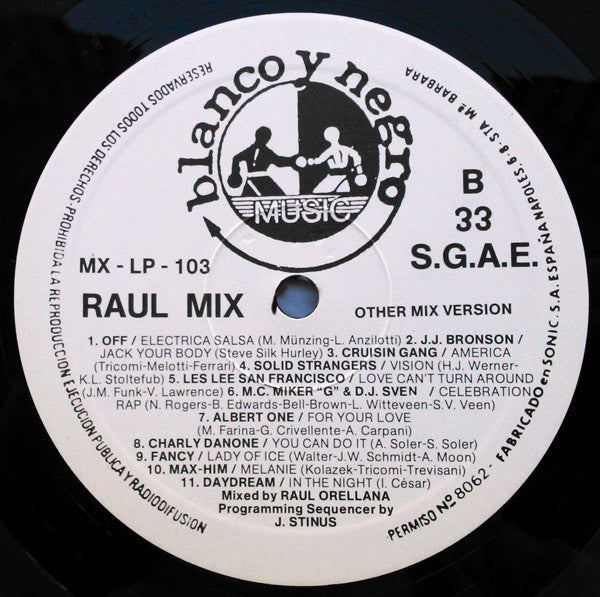 blanco y negro
MUSIC
B
33
S.G.A.E.
MX - LP - 103
RAUL MIX
OTHER MIX VERSION
1. OFF / ELECTRICA SALSA (M. Münzing-L. Anzilotti) 2. J.J. BRONSON /
JACK YOUR BODY (Steve Silk Hurley) 3. CRUISIN GANG / AMERICA
(Tricomi-Melotti-Ferrari) 4. SOLID STRANGERS / VISION (H.J. Werner-
K.L. Stoltefub) 5. LES LEE SAN FRANCISCO / LOVE CAN'T TURN AROUND
(J.M. Funk-V. Lawrence) 6. M.C. MIKER "G" & D.J. SVEN / CELEBRATION
RAP (N. Rogers-B. Edwards-Bell-Brown-L. Witteveen-S.V. Veen)
7. ALBERT ONE / FOR YOUR LOVE
M. Farina-G. Crivellente-A. Carpani)
8. CHARLY DANONE / YOU CAN DO IT (A. Soler-S. Soler)
9. FANCY / LADY OF ICE (Walter-J.W. Schmidt-A. Moon)
10. MAX-HIM / MELANIE (Kolazek-Tricomi-Trevisani)
11. DAYDREAM / IN THE NIGHT (I. César)
Mixed by RAUL ORELLANA
Programming Sequencer by
J. STINUS
RESERVADOS TODOS LOS DERECHOS-PROHIBIDA LA REPRODUCCION EJECUCION PUBLICA Y RADIODIFUSION
PERMISO Nº 8062- FABRICADO en SONIC. S.A. ESPAÑA NAPOLES, 6-8-STA Mª BARBARA